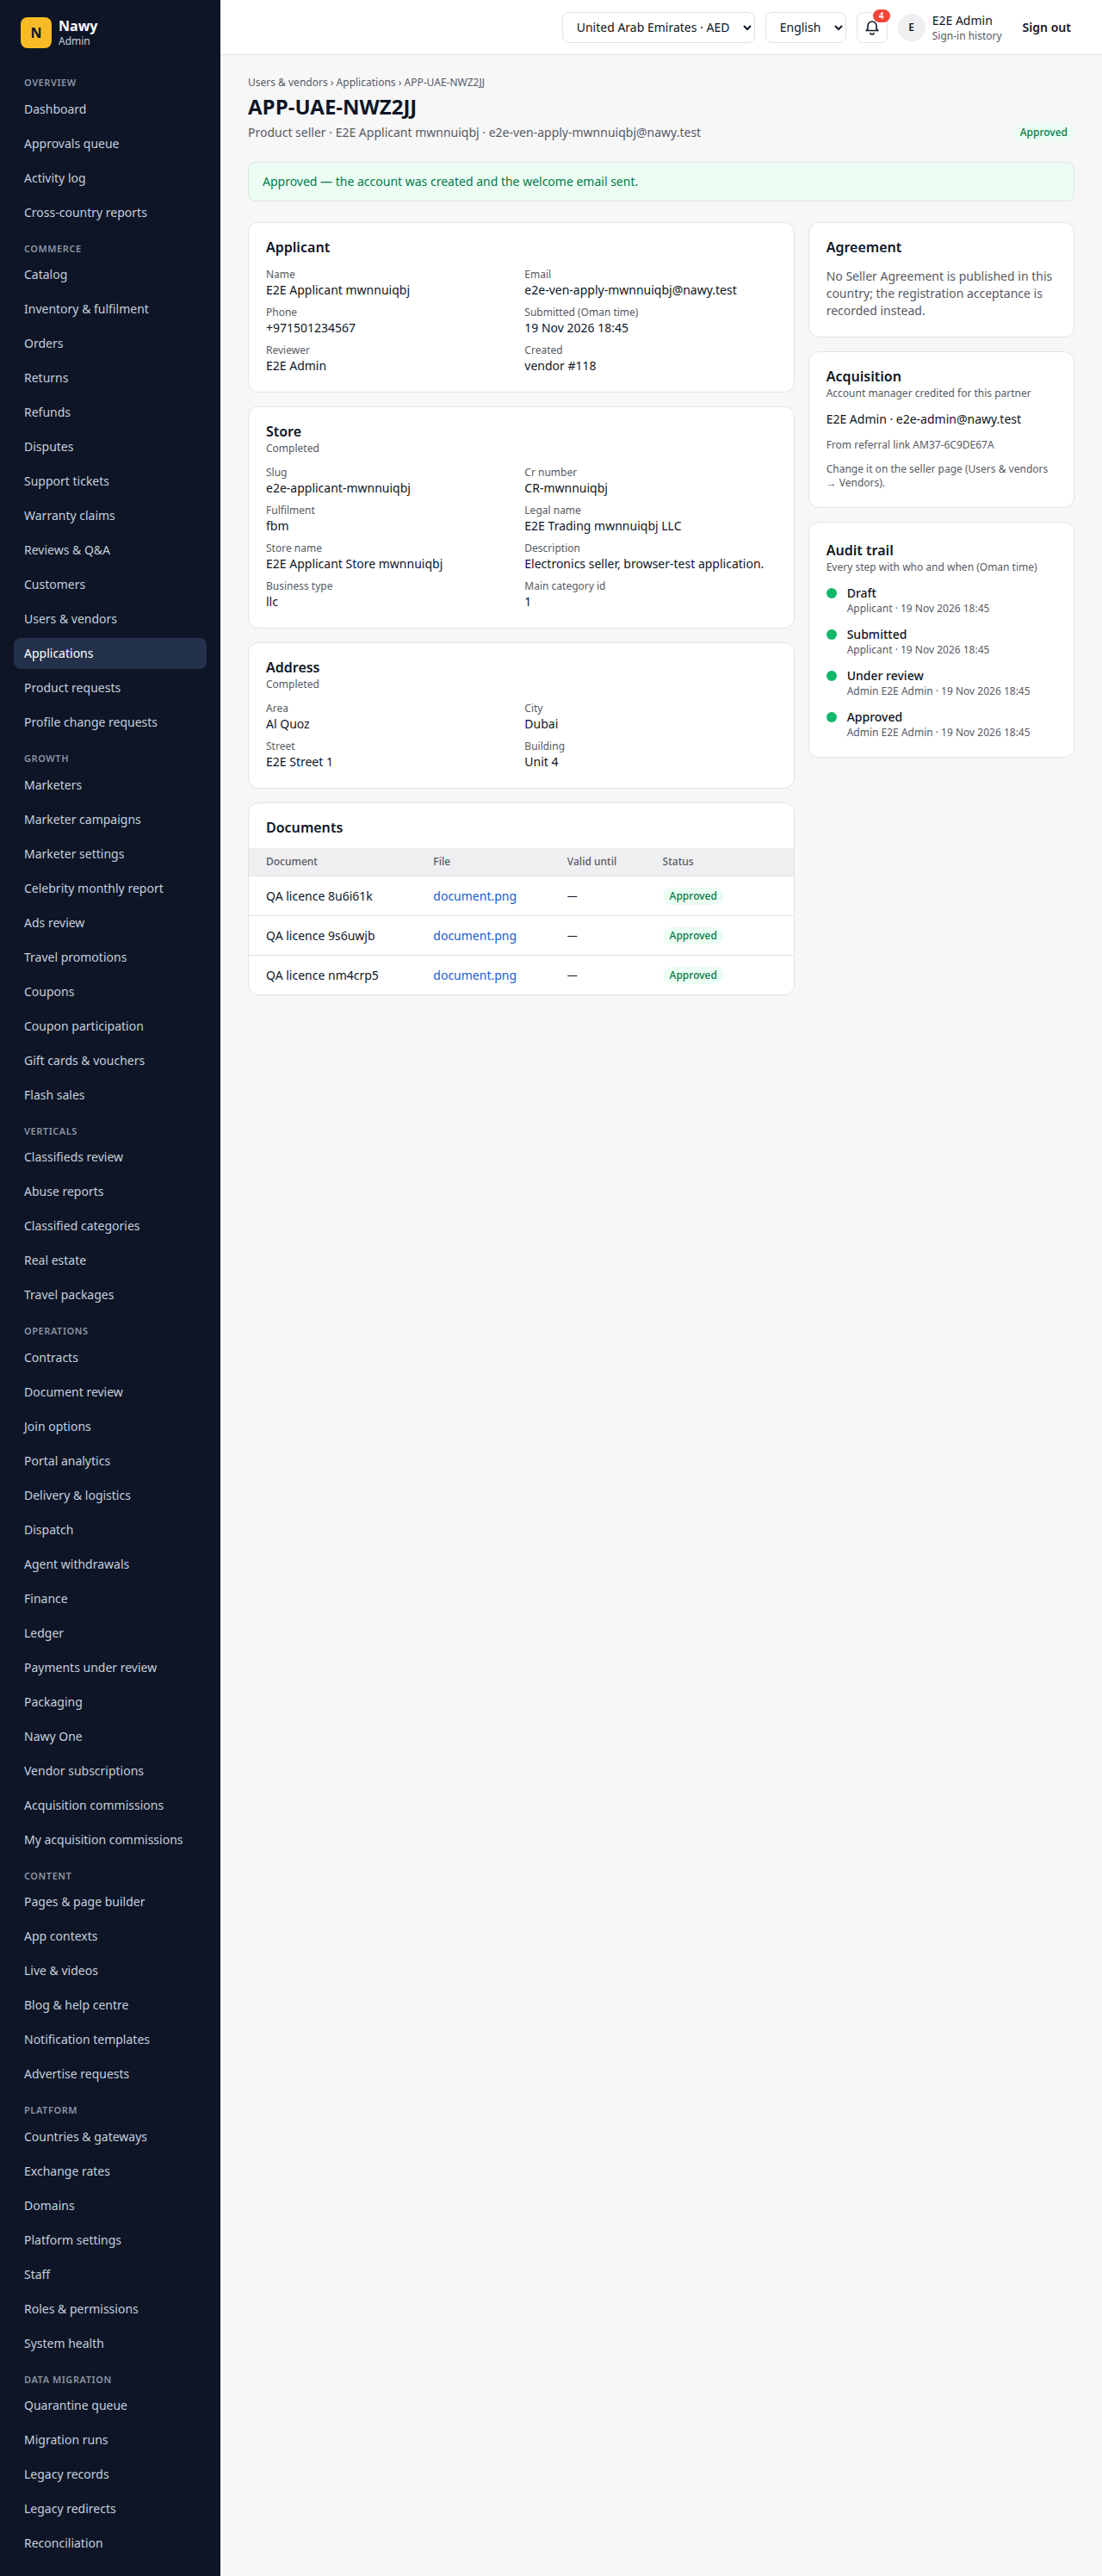 N
Nawy
Admin
OVERVIEW
Dashboard
Approvals queue
Activity log
Cross-country reports
COMMERCE
Catalog
Inventory & fulfilment
Orders
Returns
Refunds
Disputes
Support tickets
Warranty claims
Reviews & Q&A
Customers
Users & vendors
Applications
Product requests
Profile change requests
GROWTH
Marketers
Marketer campaigns
Marketer settings
Celebrity monthly report
Ads review
Travel promotions
Coupons
Coupon participation
Gift cards & vouchers
Flash sales
VERTICALS
Classifieds review
Abuse reports
Classified categories
Real estate
Travel packages
OPERATIONS
Contracts
Document review
Join options
Portal analytics
Delivery & logistics
Dispatch
Agent withdrawals
Finance
Ledger
Payments under review
Packaging
Nawy One
Vendor subscriptions
Acquisition commissions
My acquisition commissions
CONTENT
Pages & page builder
App contexts
Live & videos
Blog & help centre
Notification templates
Advertise requests
PLATFORM
Countries & gateways
Exchange rates
Domains
Platform settings
Staff
Roles & permissions
System health
DATA MIGRATION
Quarantine queue
Migration runs
Legacy records
Legacy redirects
Reconciliation
United Arab Emirates · AED
English
4
E
E2E Admin
Sign-in history
Sign out
Users & vendors › Applications › APP-UAE-NWZ2JJ
APP-UAE-NWZ2JJ
Product seller · E2E Applicant mwnnuiqbj · e2e-ven-apply-mwnnuiqbj@nawy.test
Approved
Approved — the account was created and the welcome email sent.
Applicant
Name
E2E Applicant mwnnuiqbj
Email
e2e-ven-apply-mwnnuiqbj@nawy.test
Phone
+971501234567
Submitted (Oman time)
19 Nov 2026 18:45
Reviewer
E2E Admin
Created
vendor #118
Store
Completed
Slug
e2e-applicant-mwnnuiqbj
Cr number
CR-mwnnuiqbj
Fulfilment
fbm
Legal name
E2E Trading mwnnuiqbj LLC
Store name
E2E Applicant Store mwnnuiqbj
Description
Electronics seller, browser-test application.
Business type
llc
Main category id
1
Address
Completed
Area
Al Quoz
City
Dubai
Street
E2E Street 1
Building
Unit 4
Documents
Document File Valid until Status
QA licence 8u6i61k document.png — Approved
QA licence 9s6uwjb document.png — Approved
QA licence nm4crp5 document.png — Approved
Agreement
No Seller Agreement is published in this
country; the registration acceptance is
recorded instead.
Acquisition
Account manager credited for this partner
E2E Admin · e2e-admin@nawy.test
From referral link AM37-6C9DE67A
Change it on the seller page (Users & vendors
→ Vendors).
Audit trail
Every step with who and when (Oman time)
Draft
Applicant · 19 Nov 2026 18:45
Submitted
Applicant · 19 Nov 2026 18:45
Under review
Admin E2E Admin · 19 Nov 2026 18:45
Approved
Admin E2E Admin · 19 Nov 2026 18:45